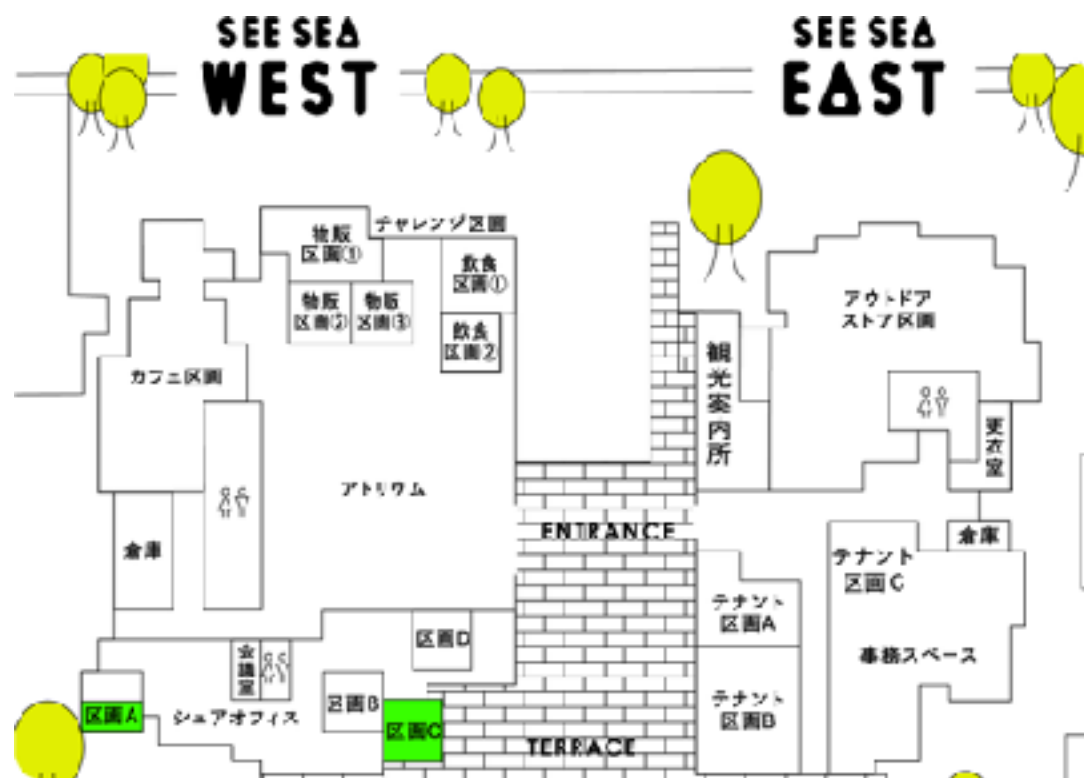 SEE SEA
WEST
SEE SEA
EAST
チャレンジ区画
物販
区画①
飲食
区画①
物販
区画②
物販
区画③
飲食
区画2
カフェ区画
アトリウム
倉庫
会議室
シェアオフィス
区画A
区画B
区画C
区画D
ENTRANCE
TERRACE
観光案内所
アウトドア
ストア区画
更衣室
倉庫
テナント
区画C
テナント
区画A
事務スペース
テナント
区画B